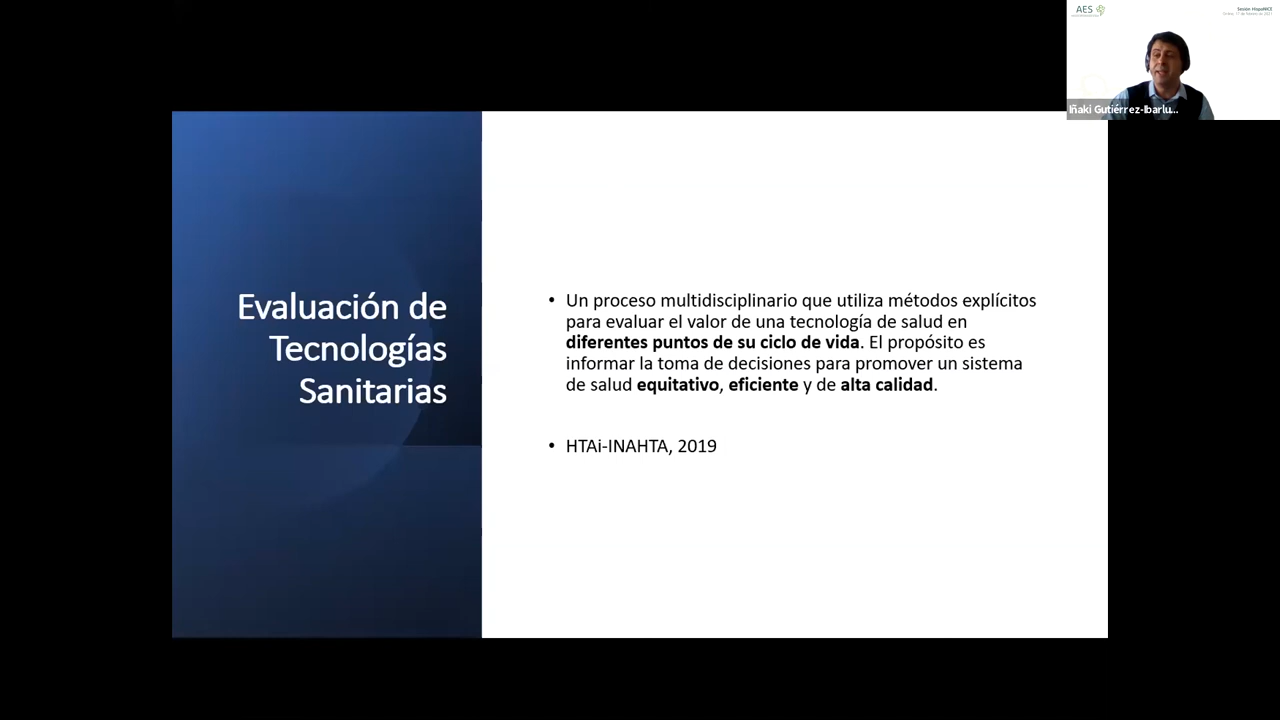 AES
Sesión HispaNICE
Iñaki Gutiérrez-Ibarlu...
Evaluación de
Tecnologías
Sanitarias
• Un proceso multidisciplinario que utiliza métodos explícitos
para evaluar el valor de una tecnología de salud en
diferentes puntos de su ciclo de vida. El propósito es
informar la toma de decisiones para promover un sistema
de salud equitativo, eficiente y de alta calidad.
• HTAi-INAHTA, 2019